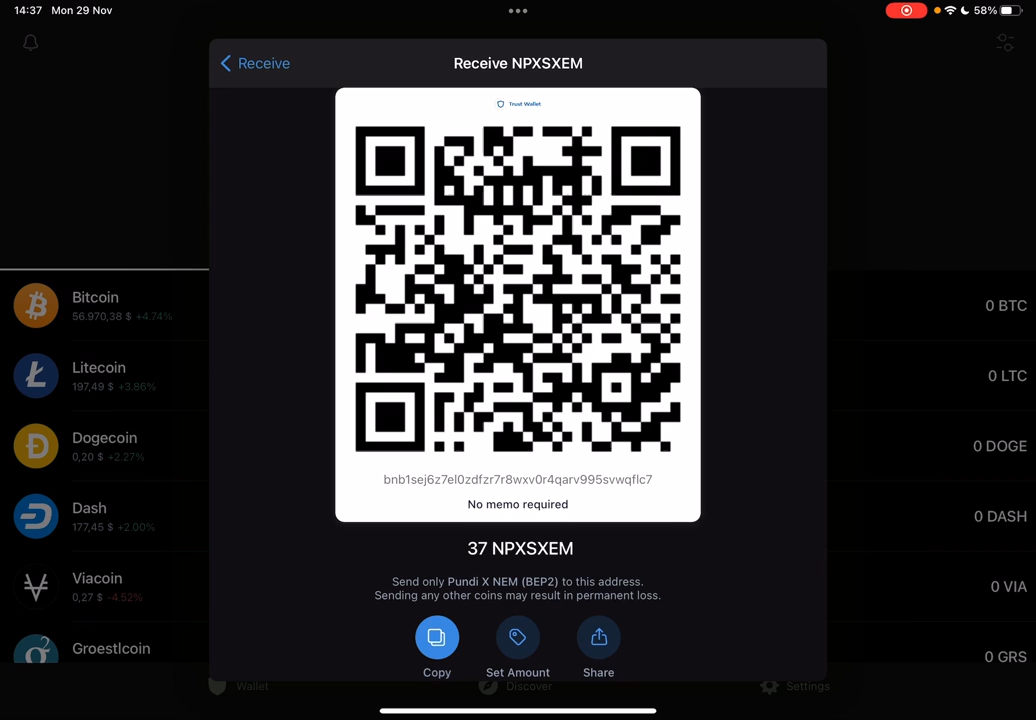 14:37 Mon 29 Nov
58%
Receive
Receive NPXSXEM
Trust Wallet
bnb1sej6z7el0zdfzr7r8wxv0r4qarv995svwqflc7
No memo required
37 NPXSXEM
Send only Pundi X NEM (BEP2) to this address.
Sending any other coins may result in permanent loss.
Copy
Set Amount
Share
Bitcoin
56.970,38 $ +4.74%
0 BTC
Litecoin
197,49 $ +3.86%
0 LTC
Dogecoin
0,20 $ +2.27%
0 DOGE
Dash
177,45 $ +2.00%
0 DASH
Viacoin
0,27 $ -4.52%
0 VIA
Groestlcoin
0 GRS
Wallet
Discover
Settings